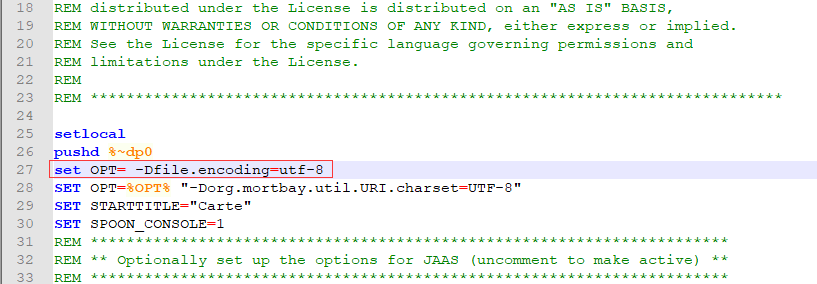 18 REM distributed under the License is distributed on an "AS IS" BASIS,
19 REM WITHOUT WARRANTIES OR CONDITIONS OF ANY KIND, either express or implied.
20 REM See the License for the specific language governing permissions and
21 REM limitations under the License.
22 REM
23 REM *****************************************************************************
24
25 setlocal
26 pushd %~dp0
27 set OPT= -Dfile.encoding=utf-8
28 SET OPT=%OPT% "-Dorg.mortbay.util.URI.charset=UTF-8"
29 SET STARTTITLE="Carte"
30 SET SPOON_CONSOLE=1
31 REM ***********************************************************************
32 REM ** Optionally set up the options for JAAS (uncomment to make active) **
33 REM ***********************************************************************